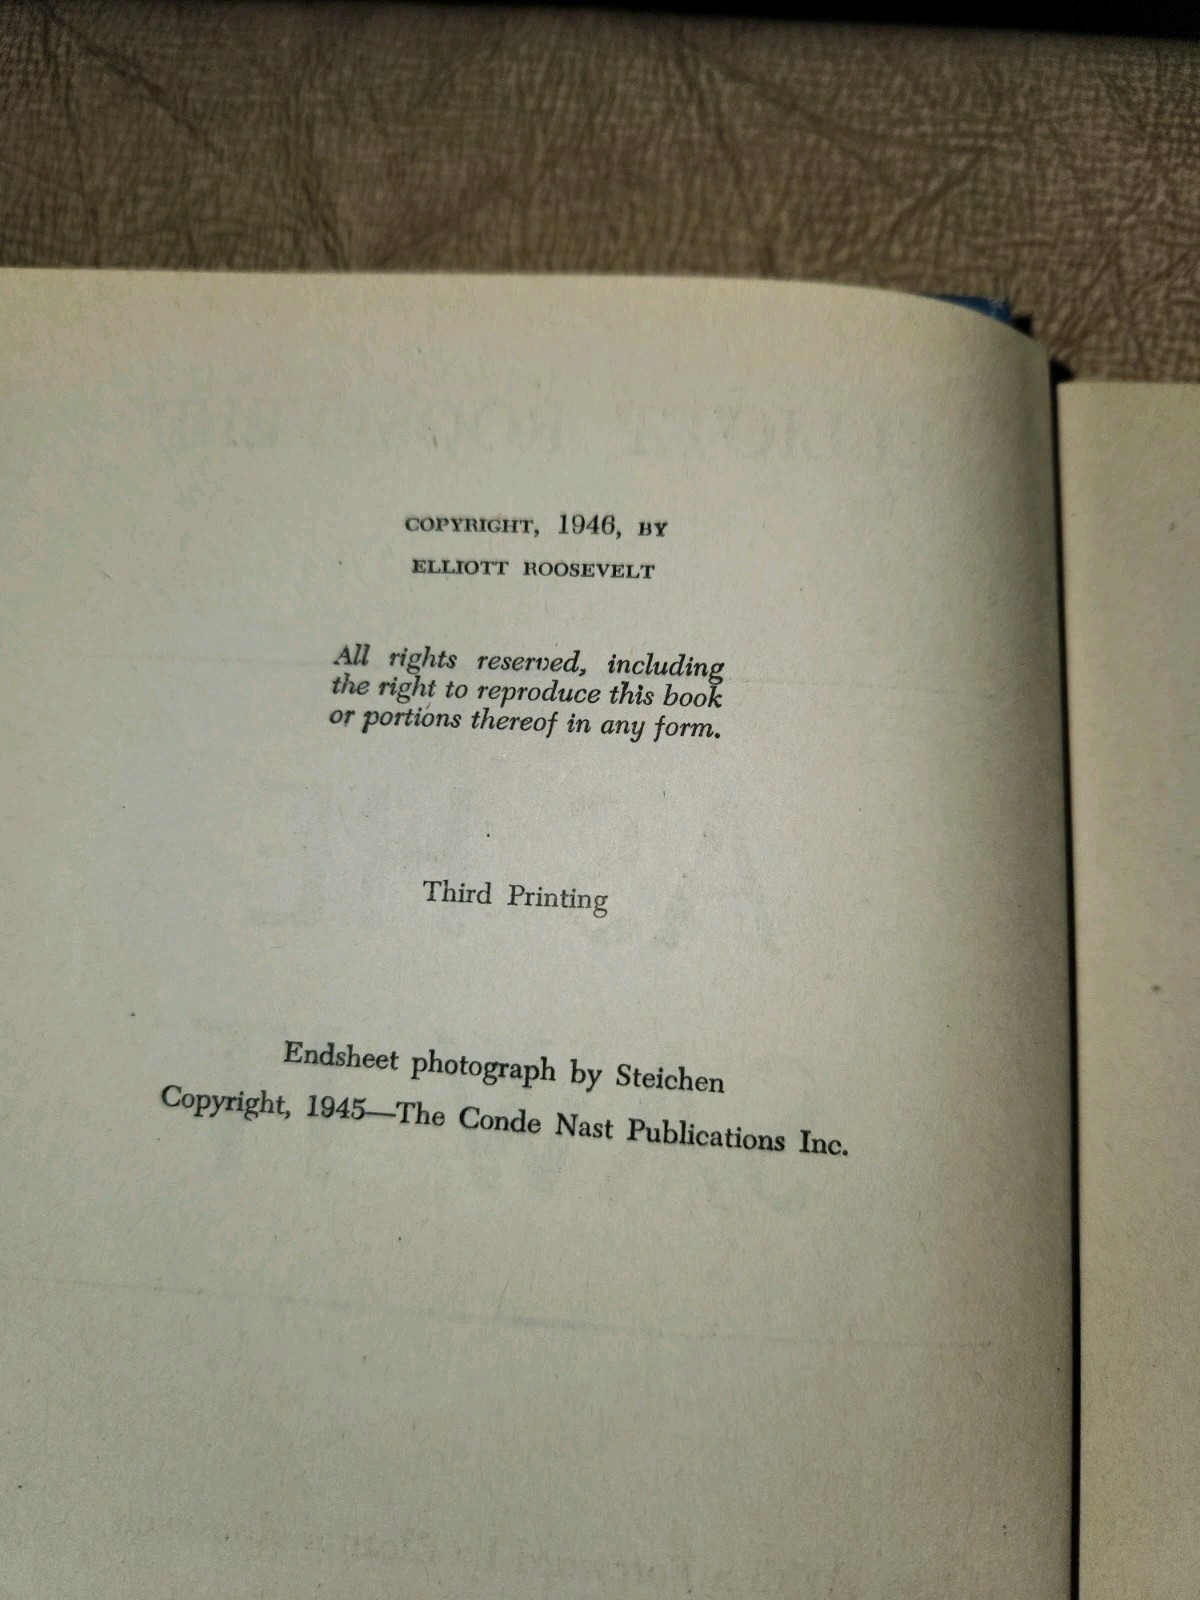 COPYRIGHT, 1946, BY
ELLIOTT ROOSEVELT
All rights reserved, including
the right to reproduce this book
or portions thereof in any form.
Third Printing
Endsheet photograph by Steichen
Copyright, 1945—The Conde Nast Publications Inc.